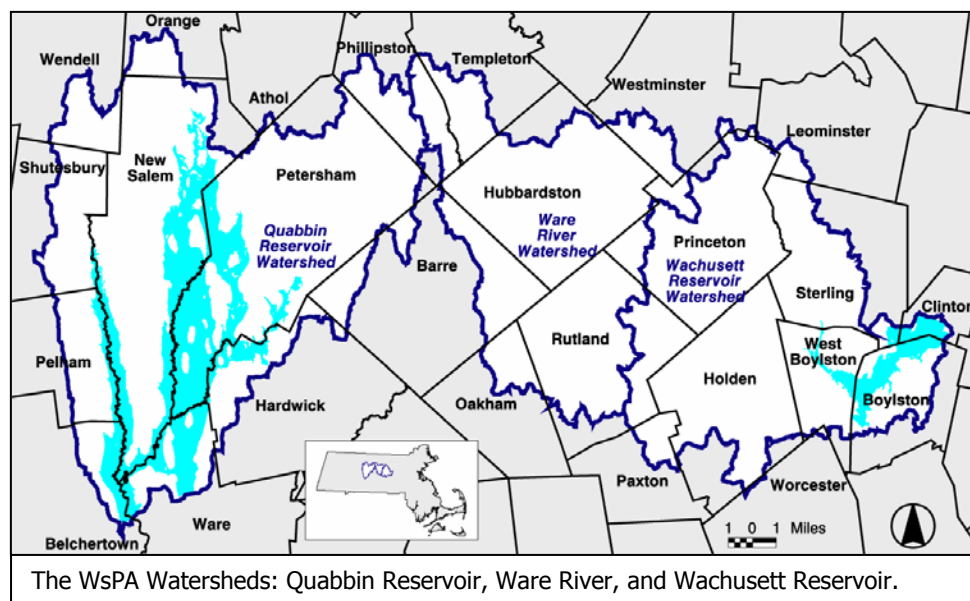 Orange
Wendell
Phillipston
Templeton
Westminster
Athol
Leominster
Shutesbury
New
Salem
Petersham
Hubbardston
Quabbin
Reservoir
Watershed
Ware
River
Watershed
Princeton
Barre
Wachusett
Reservoir
Watershed
Sterling
Clinton
Pelham
Rutland
West
Boylston
Holden
Boylston
Hardwick
Oakham
Paxton
Worcester
Ware
1 0 1 Miles
Belchertown
The WsPA Watersheds: Quabbin Reservoir, Ware River, and Wachusett Reservoir.